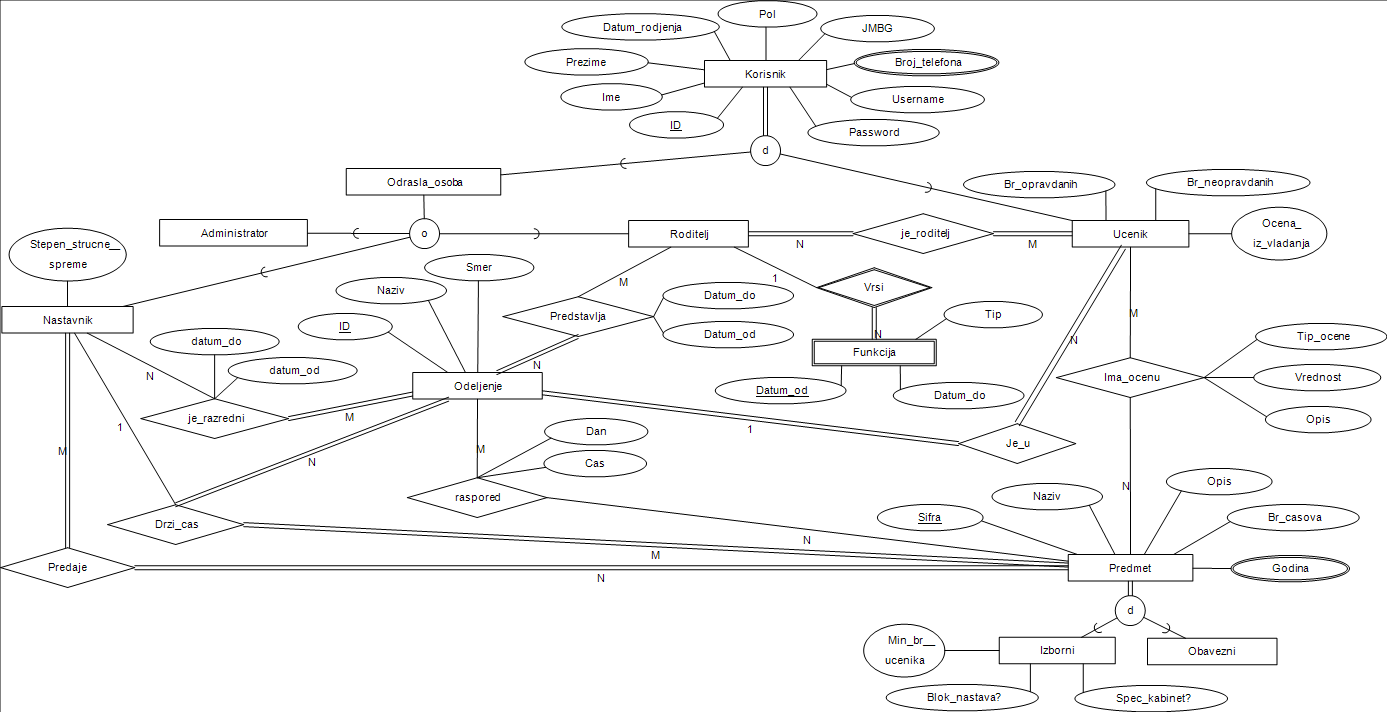 Pol
Datum_rodjenja
JMBG
Prezime
Broj_telefona
Korisnik
Ime
Username
ID
Password
d
Odrasla_osoba
Br_opravdanih
Br_neopravdanih
Administrator
o
Roditelj
N
je_roditelj
M
Ucenik
Ocena_
iz_vladanja
Stepen_strucne__
spreme
Smer
Naziv
M
1
Vrsi
Datum_do
Nastavnik
ID
Predstavlja
Datum_od
Tip
M
datum_do
N
N
Tip_ocene
Funkcija
datum_od
N
N
Odeljenje
Ima_ocenu
Vrednost
Datum_od
Datum_do
je_razredni
M
Opis
1
1
Dan
Je_u
M
M
N
Cas
raspored
Naziv
N
Opis
Sifra
Br_casova
Drzi_cas
N
M
Predaje
N
Predmet
Godina
d
Min_br__
ucenika
Izborni
Obavezni
Blok_nastava?
Spec_kabinet?